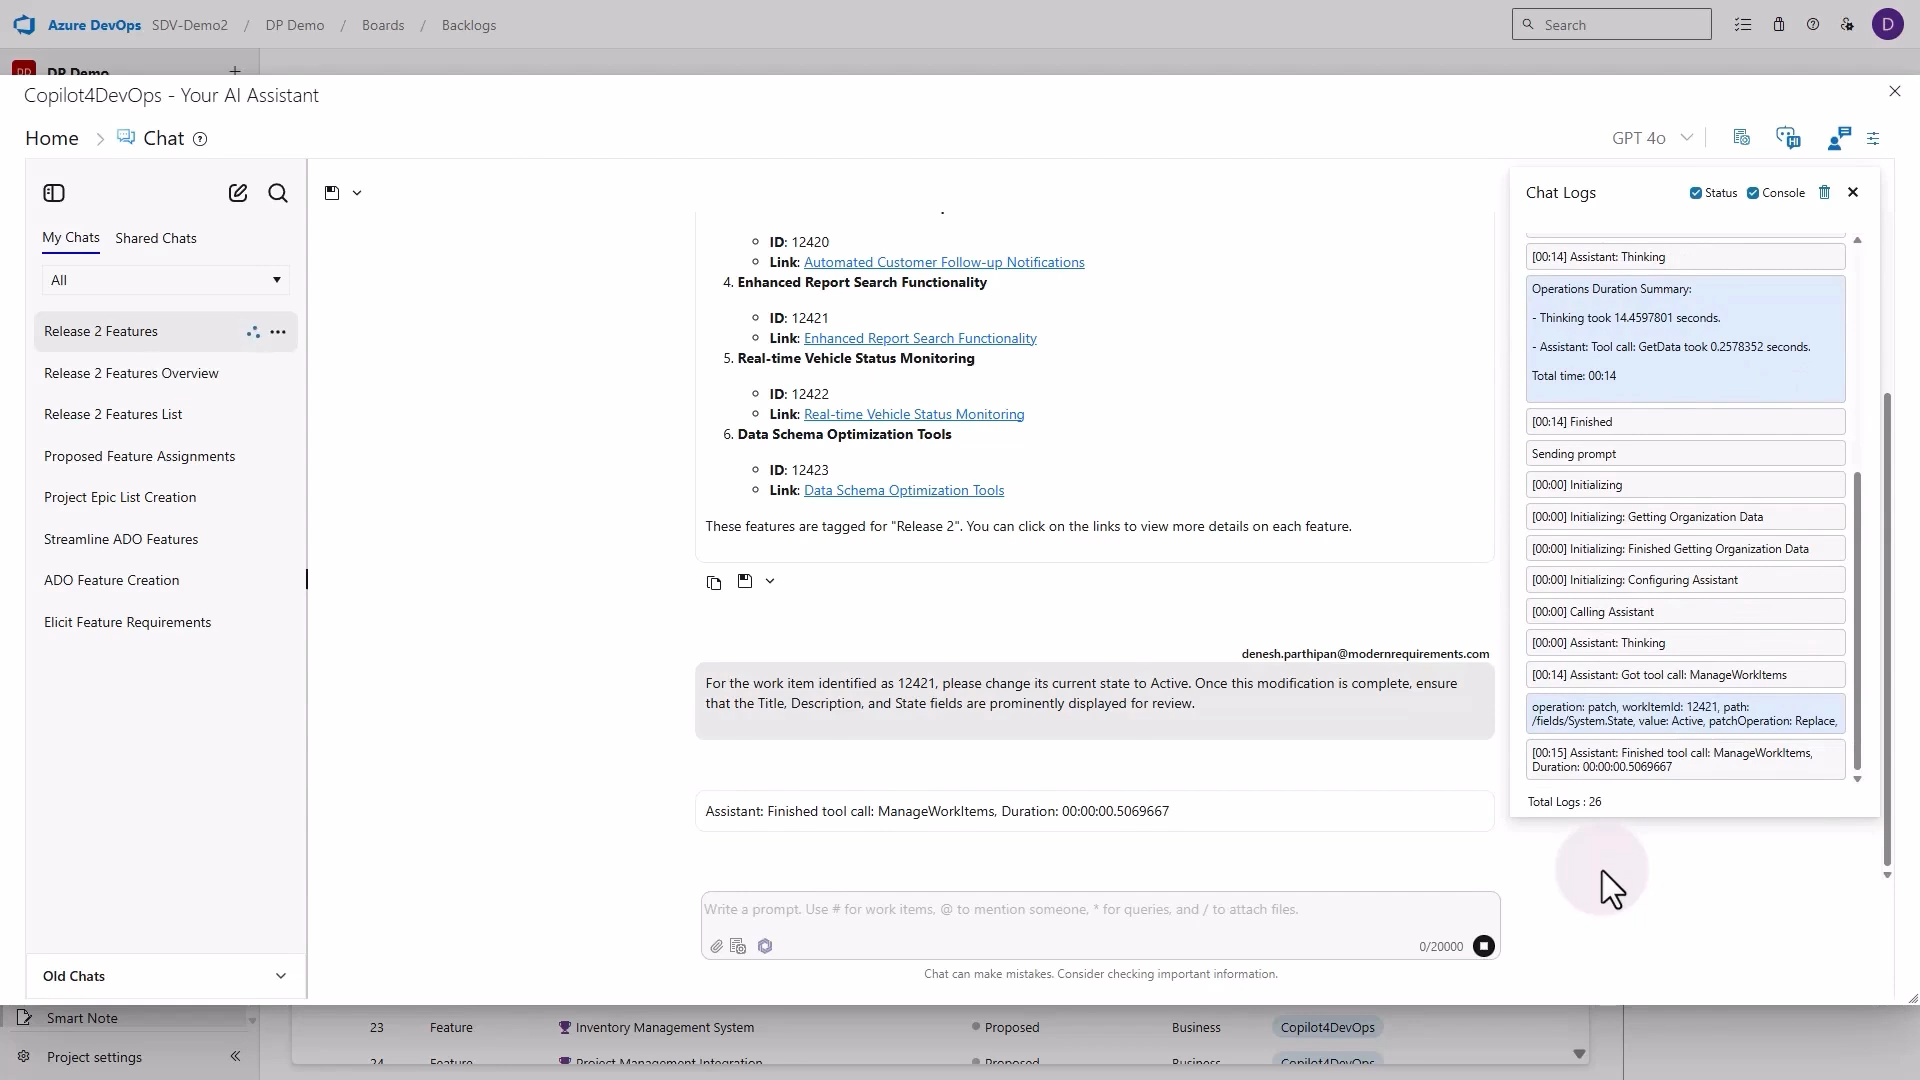 Azure DevOps SDV-Demo2 / DP Demo / Boards / Backlogs
Search
D
DP Demo
Copilot4DevOps - Your AI Assistant
Home > Chat
GPT 4o
My Chats Shared Chats
All
Release 2 Features
Release 2 Features Overview
Release 2 Features List
Proposed Feature Assignments
Project Epic List Creation
Streamline ADO Features
ADO Feature Creation
Elicit Feature Requirements
Old Chats
ID: 12420
Link: Automated Customer Follow-up Notifications
4. Enhanced Report Search Functionality
ID: 12421
Link: Enhanced Report Search Functionality
5. Real-time Vehicle Status Monitoring
ID: 12422
Link: Real-time Vehicle Status Monitoring
6. Data Schema Optimization Tools
ID: 12423
Link: Data Schema Optimization Tools
These features are tagged for "Release 2". You can click on the links to view more details on each feature.
denesh.parthipan@modernrequirements.com
For the work item identified as 12421, please change its current state to Active. Once this modification is complete, ensure
that the Title, Description, and State fields are prominently displayed for review.
Assistant: Finished tool call: ManageWorkItems, Duration: 00:00:00.5069667
Write a prompt. Use # for work items, @ to mention someone, * for queries, and / to attach files.
0/20000
Chat can make mistakes. Consider checking important information.
Chat Logs
Status Console
[00:14] Assistant: Thinking
Operations Duration Summary:
- Thinking took 14.4597801 seconds.
- Assistant: Tool call: GetData took 0.2578352 seconds.
Total time: 00:14
[00:14] Finished
Sending prompt
[00:00] Initializing
[00:00] Initializing: Getting Organization Data
[00:00] Initializing: Finished Getting Organization Data
[00:00] Initializing: Configuring Assistant
[00:00] Calling Assistant
[00:00] Assistant: Thinking
[00:14] Assistant: Got tool call: ManageWorkItems
operation: patch, workItemId: 12421, path:
/fields/System.State, value: Active, patchOperation: Replace,
[00:15] Assistant: Finished tool call: ManageWorkItems,
Duration: 00:00:00.5069667
Total Logs : 26
Smart Note
Project settings
23 Feature Inventory Management System Proposed Business Copilot4DevOps
24 Feature Project Management Integration Proposed Business Copilot4DevOps